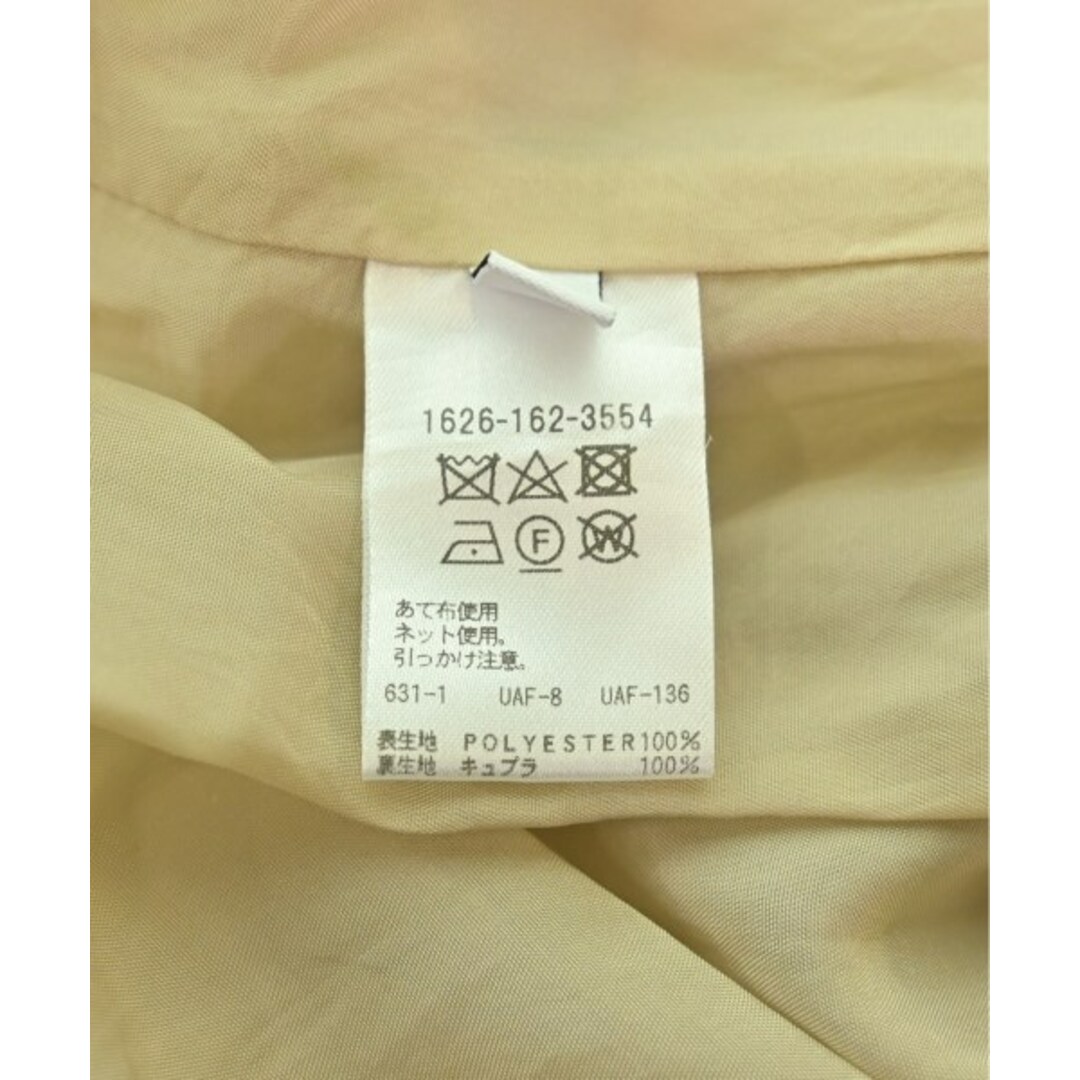 1626-162-3554
F W
あて布使用
ネット使用。
引っかけ注意。
631-1 UAF-8 UAF-136
表生地 POLYESTER100%
裏生地 キュプラ 100%